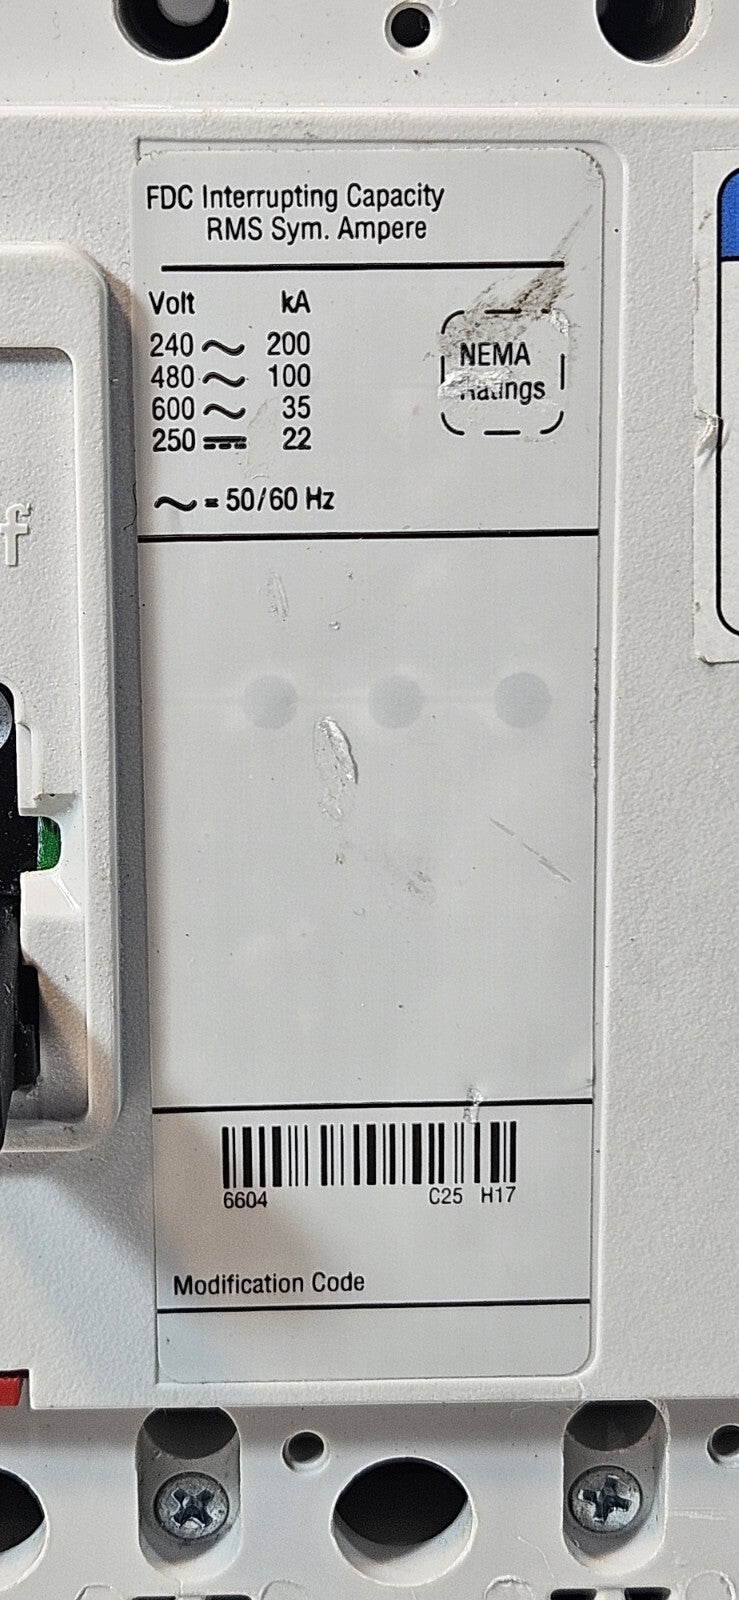 FDC Interrupting Capacity
RMS Sym. Ampere
Volt kA
240 ~ 200
480 ~ 100
600 ~ 35
250 ⎓ 22
~ = 50/60 Hz
NEMA
Ratings
f
6604 C25 H17
Modification Code